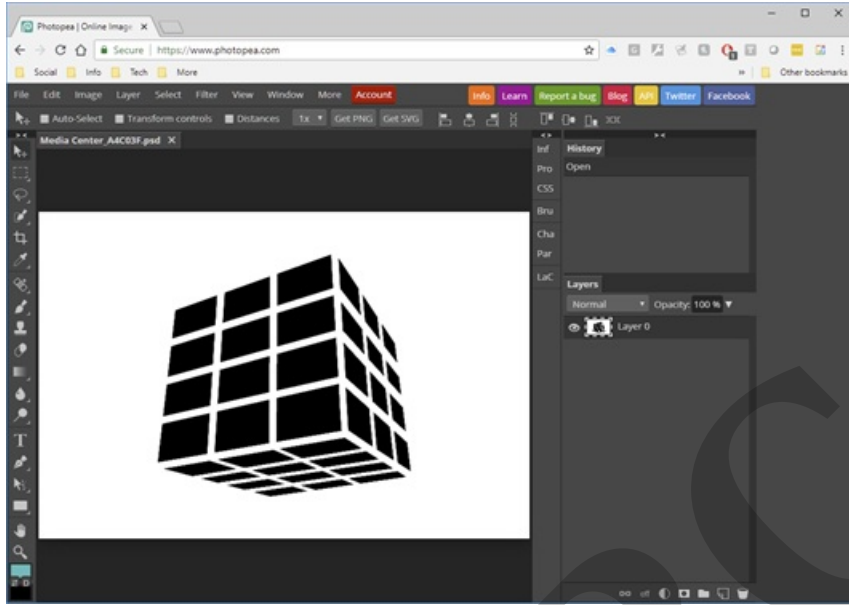 Photopea | Online Image
Secure | https://www.photopea.com
Social Info Tech More Other bookmarks
File Edit Image Layer Select Filter View Window More Account Info Learn Report a bug Blog API Twitter Facebook
Auto-Select Transform controls Distances 1x Get PNG Get SVG
Media Center_A4C03F.psd
Inf
Pro
CSS
Bru
Cha
Par
LaC
History
Open
Layers
Normal Opacity: 100 %
Layer 0